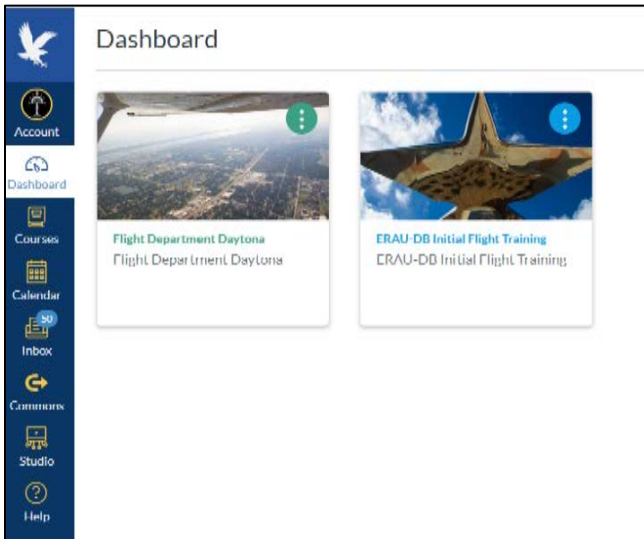 Dashboard
Account
Dashboard
Courses
Calendar
50
Inbox
Commons
Studio
Help
Flight Department Daytona
Flight Department Daytona
ERAU-DB Initial Flight Training
ERAU-DB Initial Flight Training